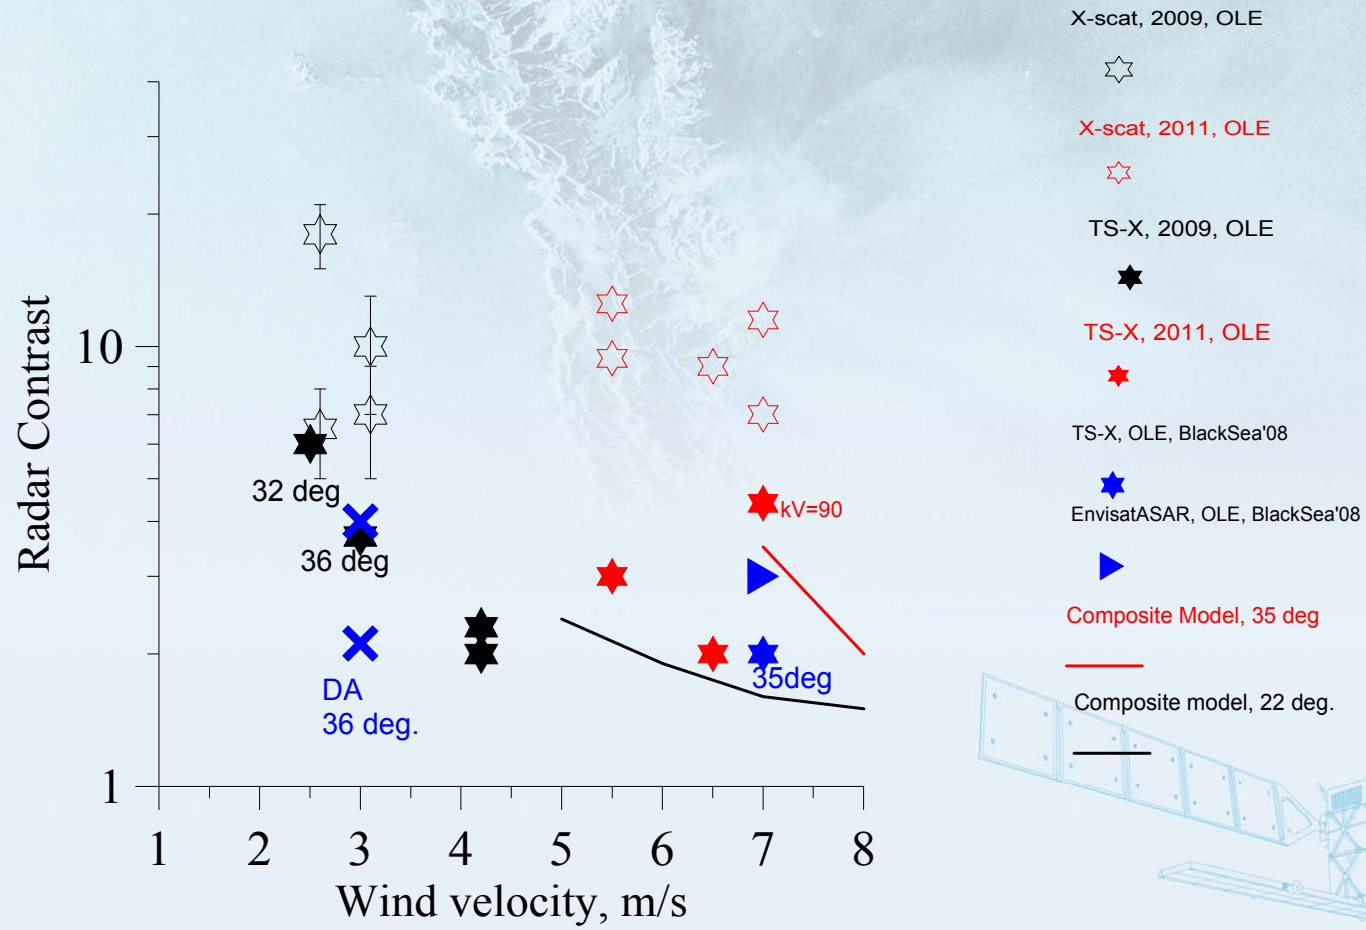 X-scat, 2009, OLE
X-scat, 2011, OLE
TS-X, 2009, OLE
TS-X, 2011, OLE
TS-X, OLE, BlackSea'08
EnvisatASAR, OLE, BlackSea'08
Composite Model, 35 deg
Composite model, 22 deg.
Radar Contrast
10
1
32 deg
36 deg
kV=90
35deg
DA
36 deg.
1 2 3 4 5 6 7 8
Wind velocity, m/s